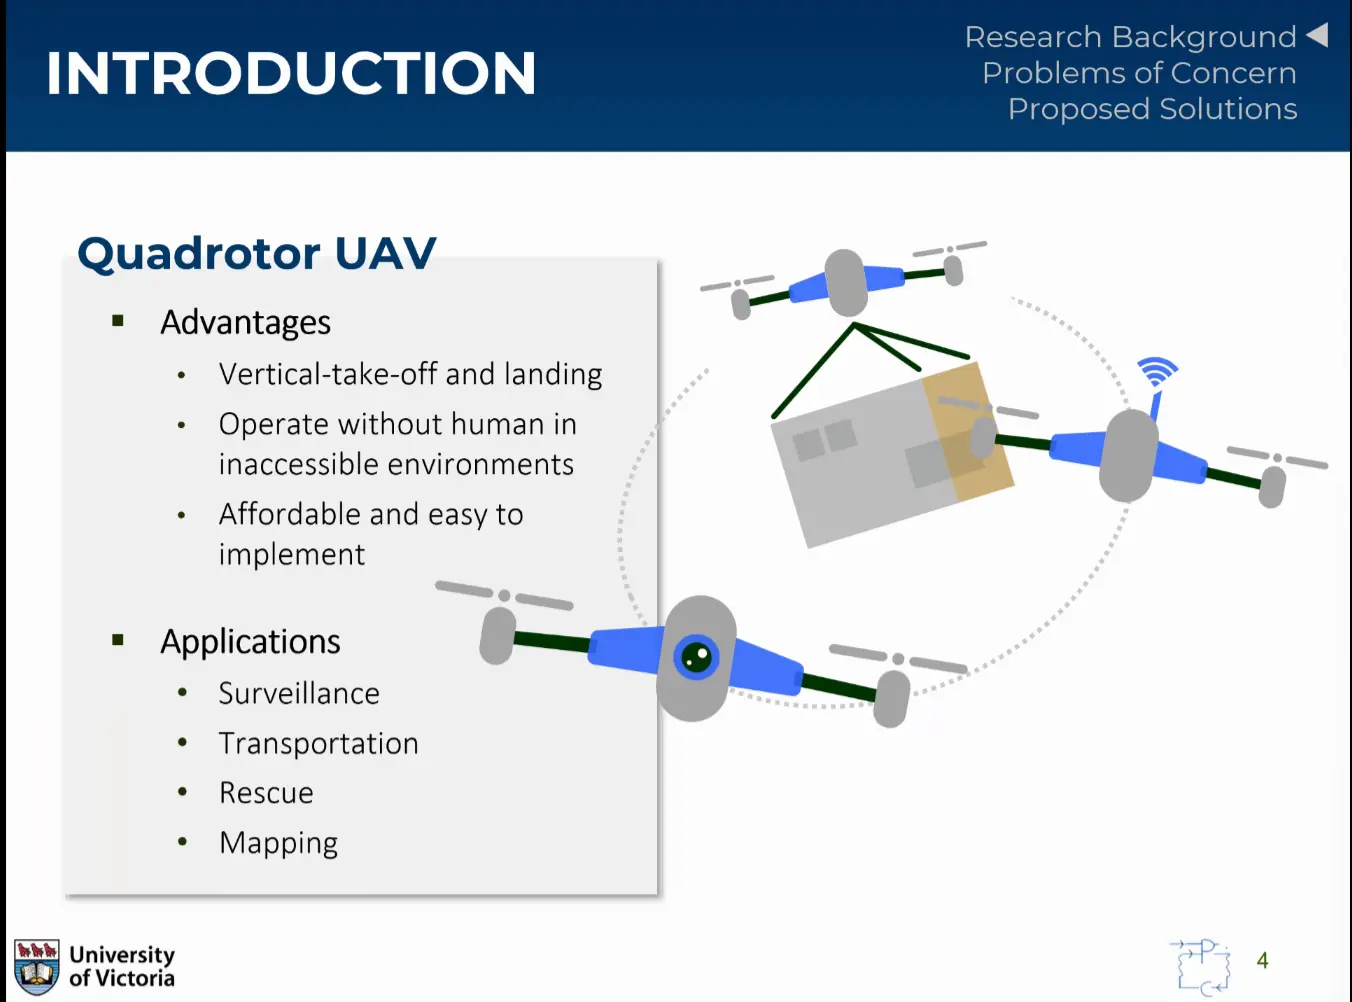 INTRODUCTION
Research Background
Problems of Concern
Proposed Solutions
Quadrotor UAV
Advantages
Vertical-take-off and landing
Operate without human in
inaccessible environments
Affordable and easy to
implement
Applications
Surveillance
Transportation
Rescue
Mapping
University
of Victoria
P
C
4